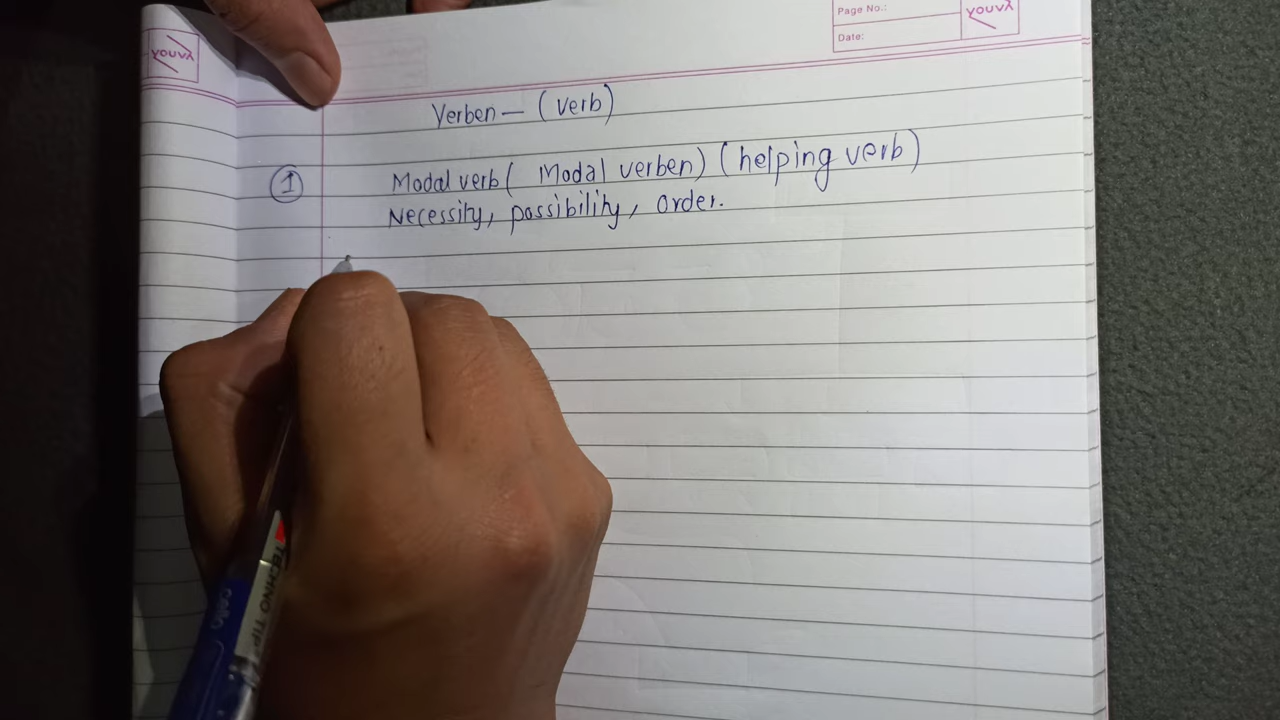 Page No.:
Date:
YOUVA
YOUVA
Verben — (verb)
1 Modal verb ( Modal verben) (helping verb)
Necessity, possibility, order.
TECHNO TIP
cello